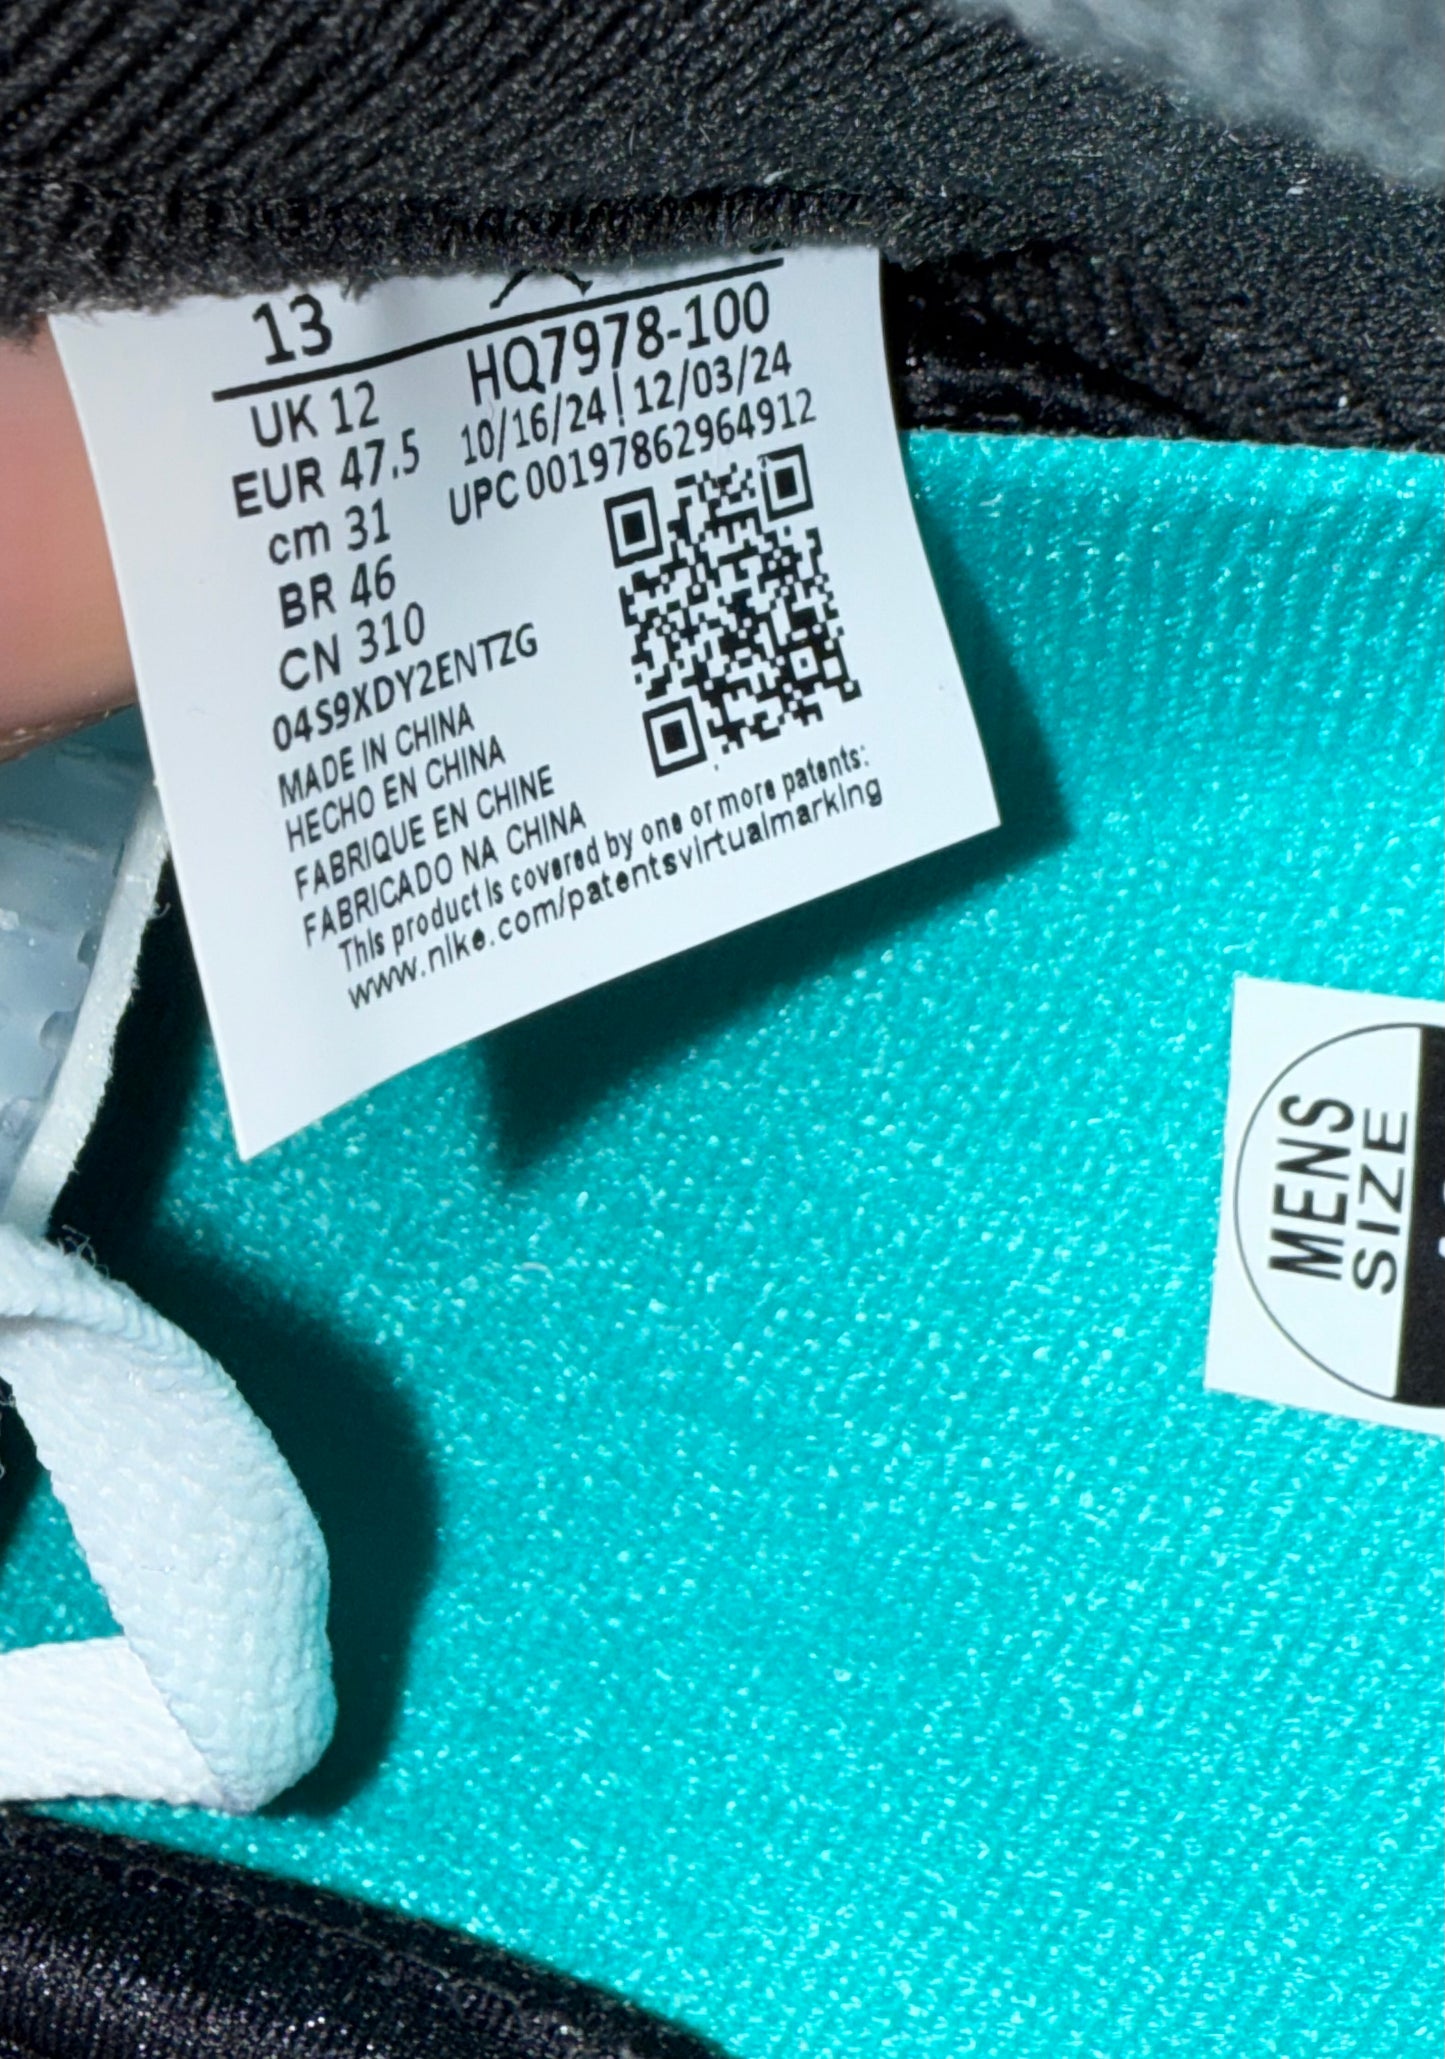 13
HQ7978-100
UK 12
10/16/24 | 12/03/24
EUR 47.5
UPC 00197862964912
cm 31
BR 46
CN 310
04S9XDY2ENTZG
MADE IN CHINA
HECHO EN CHINA
FABRIQUE EN CHINE
FABRICADO NA CHINA
This product is covered by one or more patents:
www.nike.com/patentsvirtualmarking
MENS
SIZE